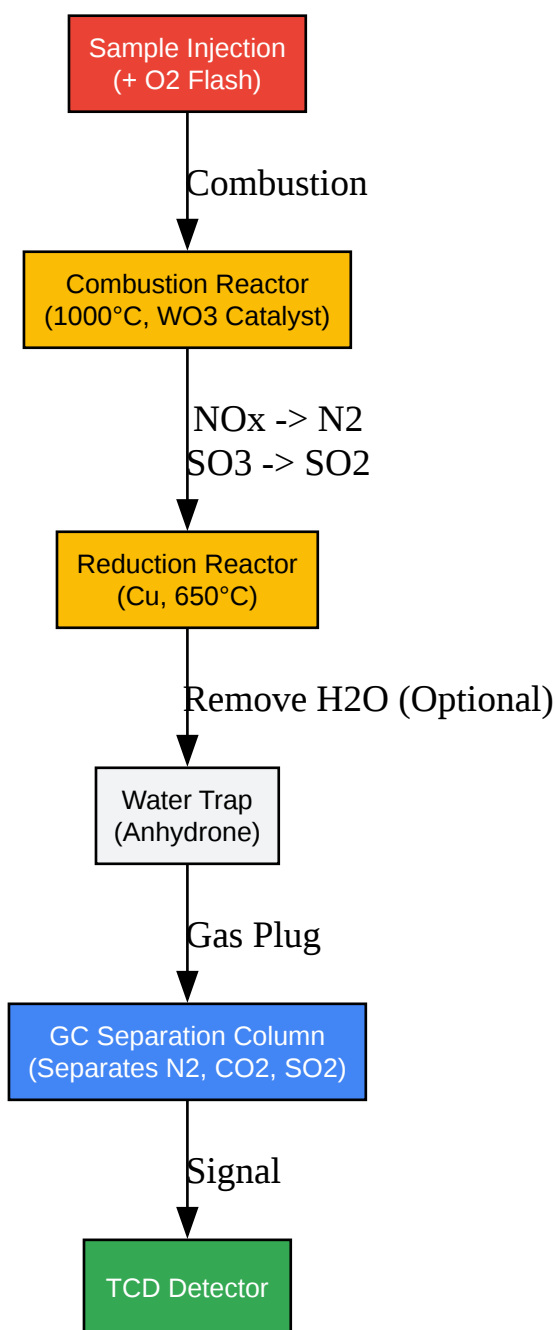 Sample Injection
(+ O2 Flash)
Combustion
Combustion Reactor
(1000°C, WO3 Catalyst)
NOx -> N2
SO3 -> SO2
Reduction Reactor
(Cu, 650°C)
Remove H2O (Optional)
Water Trap
(Anhydrone)
Gas Plug
GC Separation Column
(Separates N2, CO2, SO2)
Signal
TCD Detector